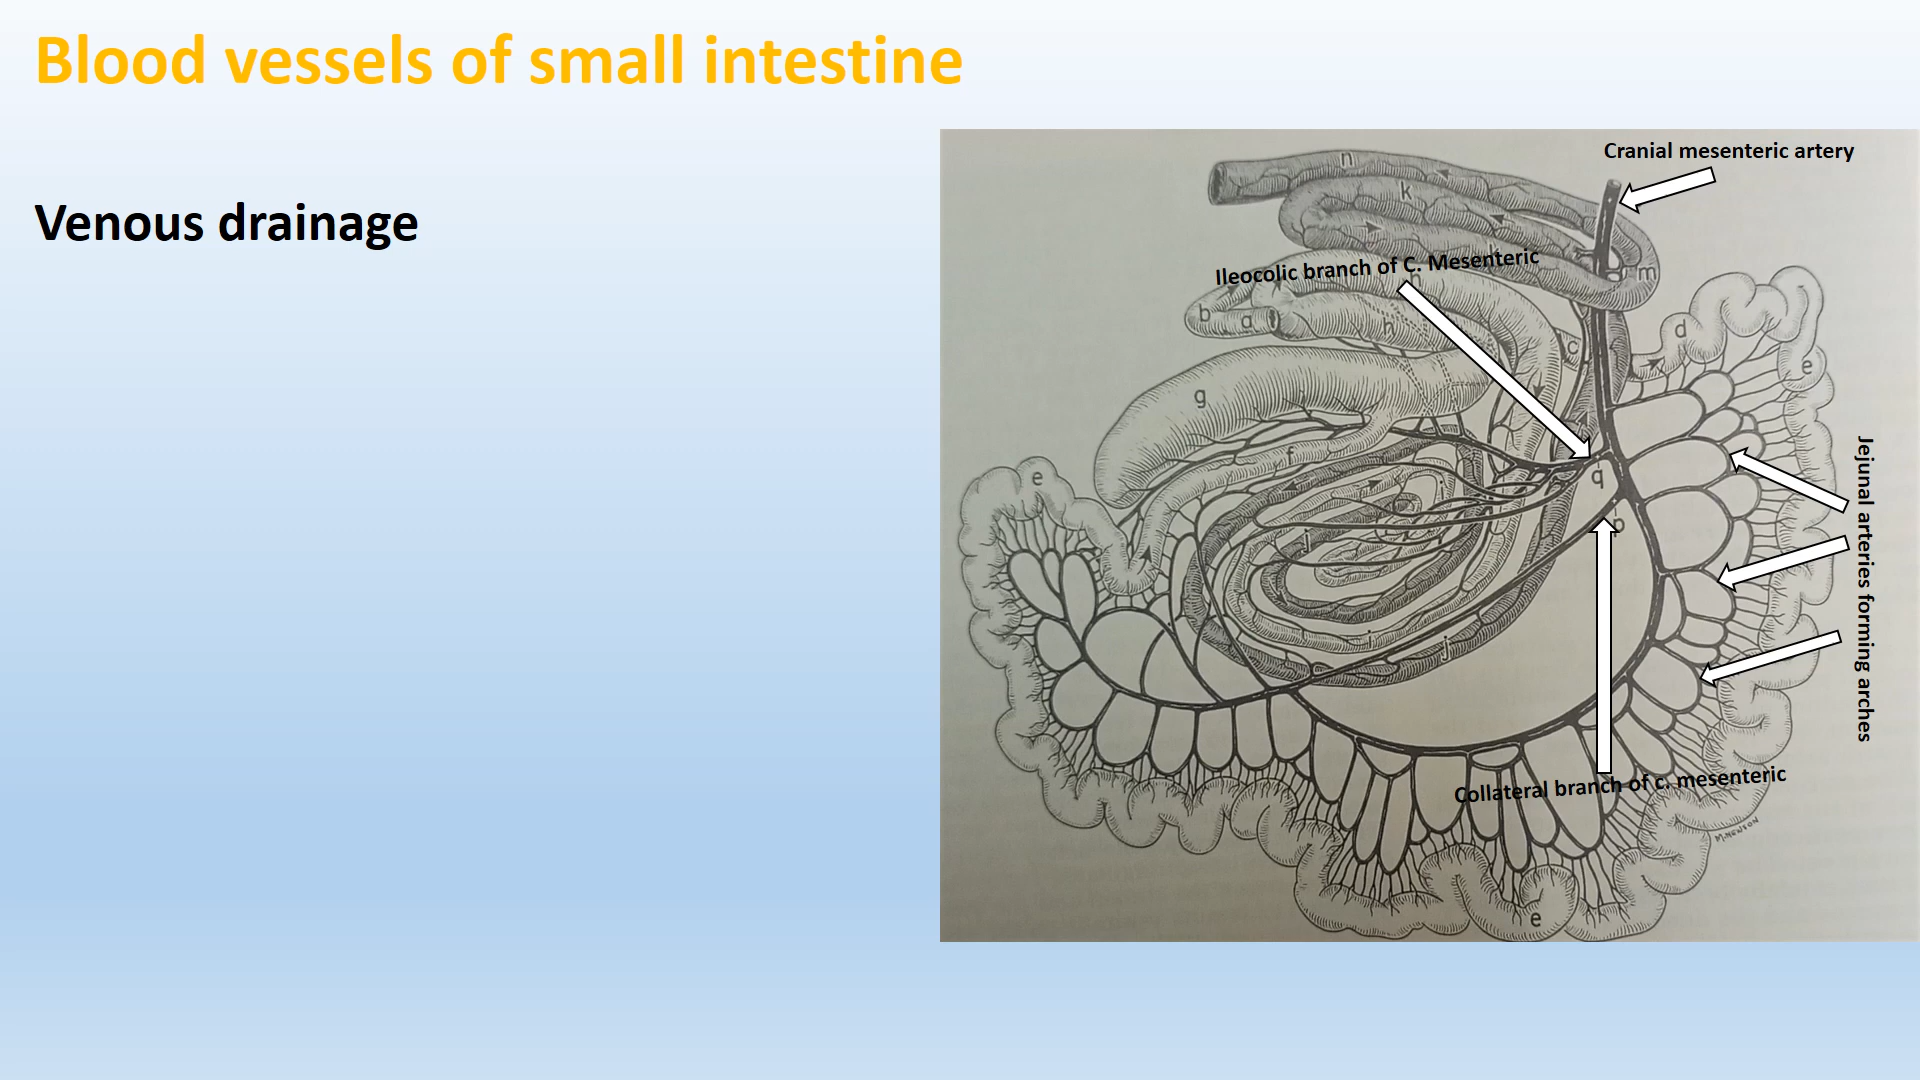 Blood vessels of small intestine
Venous drainage
Cranial mesenteric artery
n
k
Ileocolic branch of C. Mesenteric
k
m
h
b
a
h
d
c
e
g
f
e
q
p
j
i
j
Jejunal arteries forming arches
Collateral branch of c. mesenteric
M. NEWSON
e